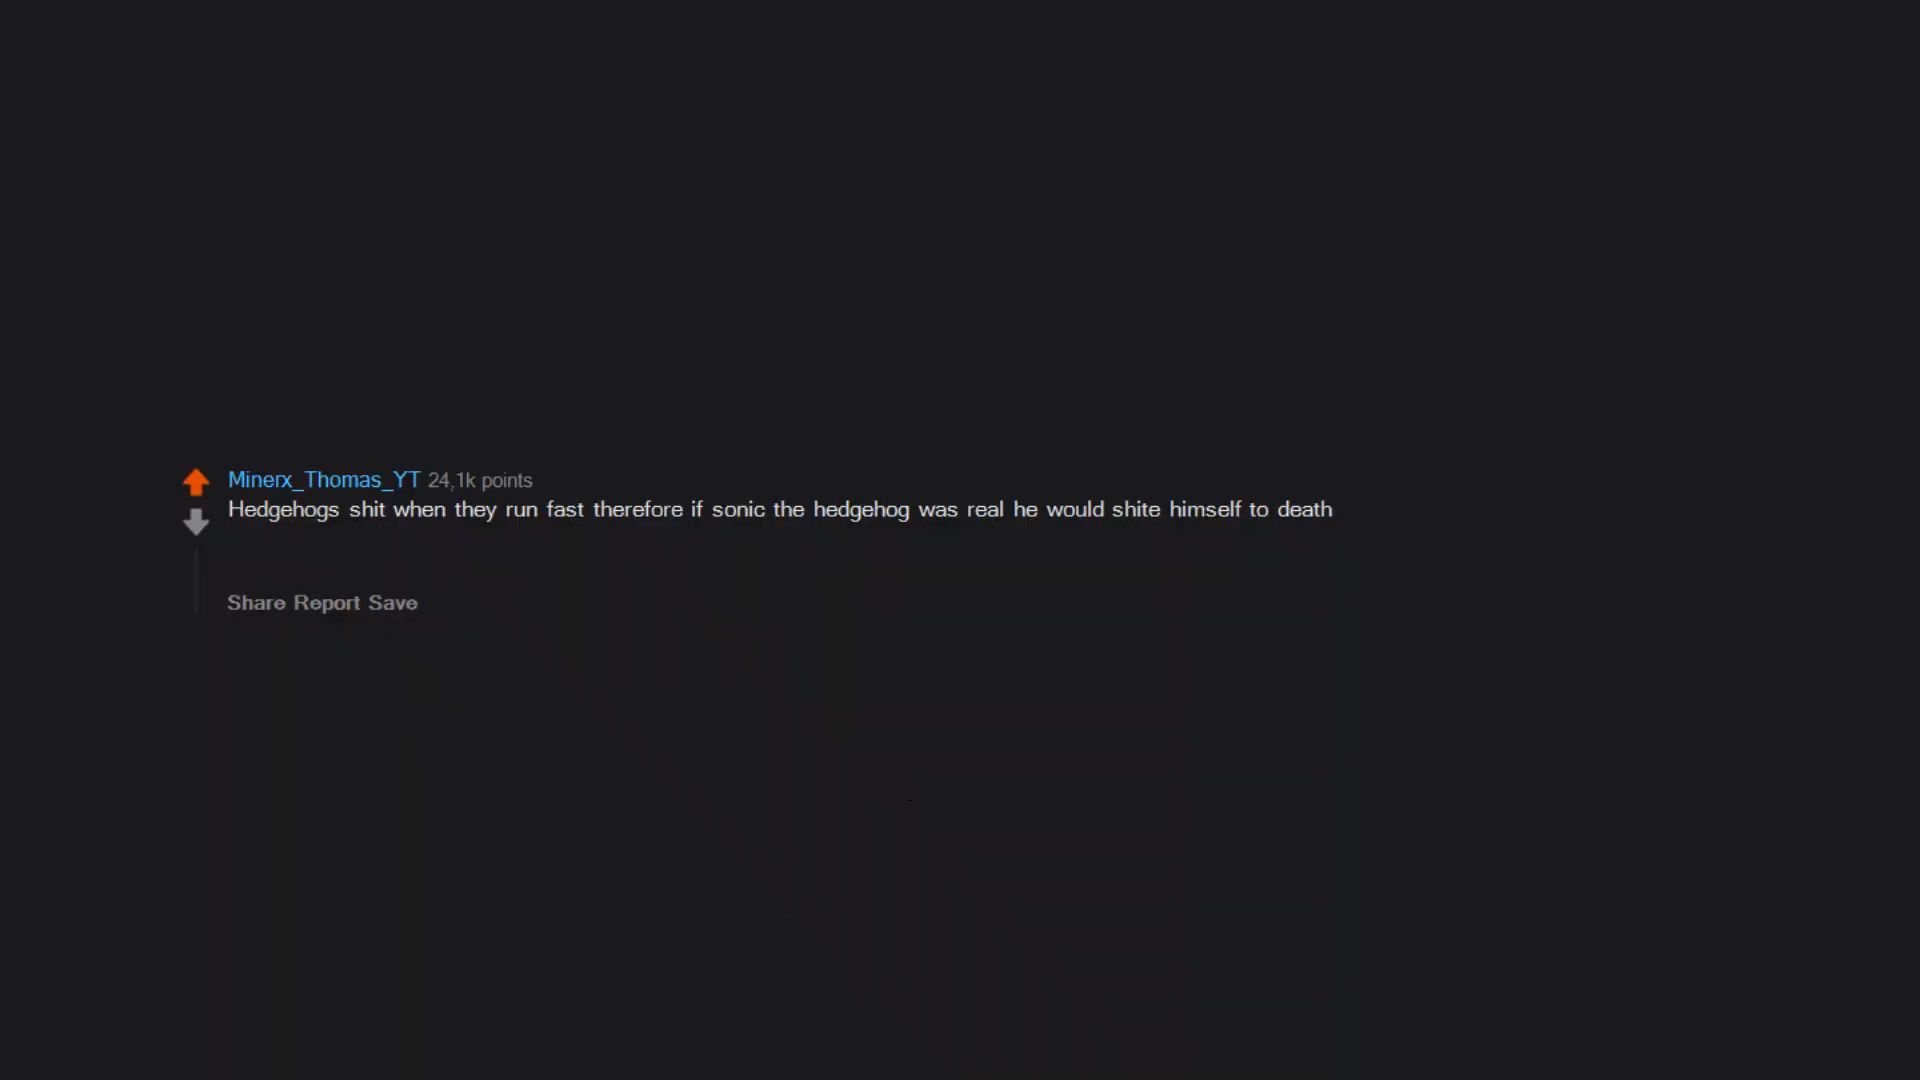 Minerx_Thomas_YT 24,1k points
Hedgehogs shit when they run fast therefore if sonic the hedgehog was real he would shite himself to death
Share Report Save